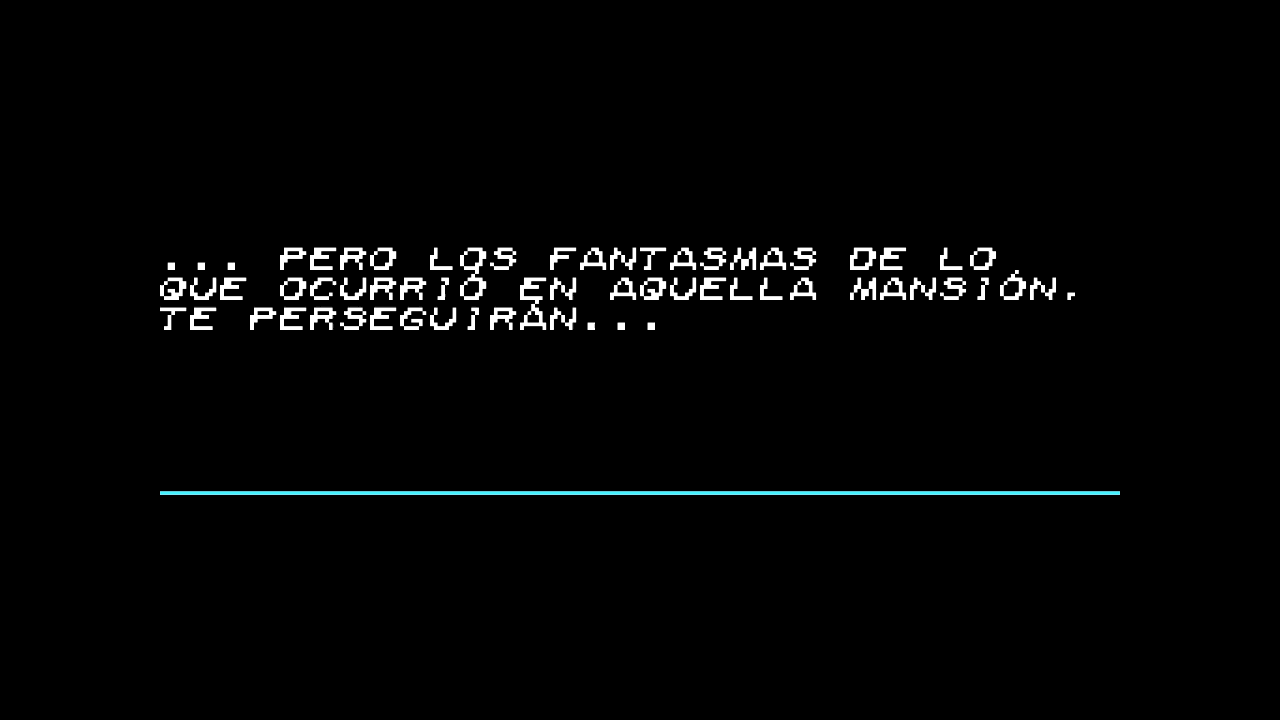 ... PERO LOS FANTASMAS DE LO
QUE OCURRIÓ EN AQUELLA MANSIÓN,
TE PERSEGUIRÁN...